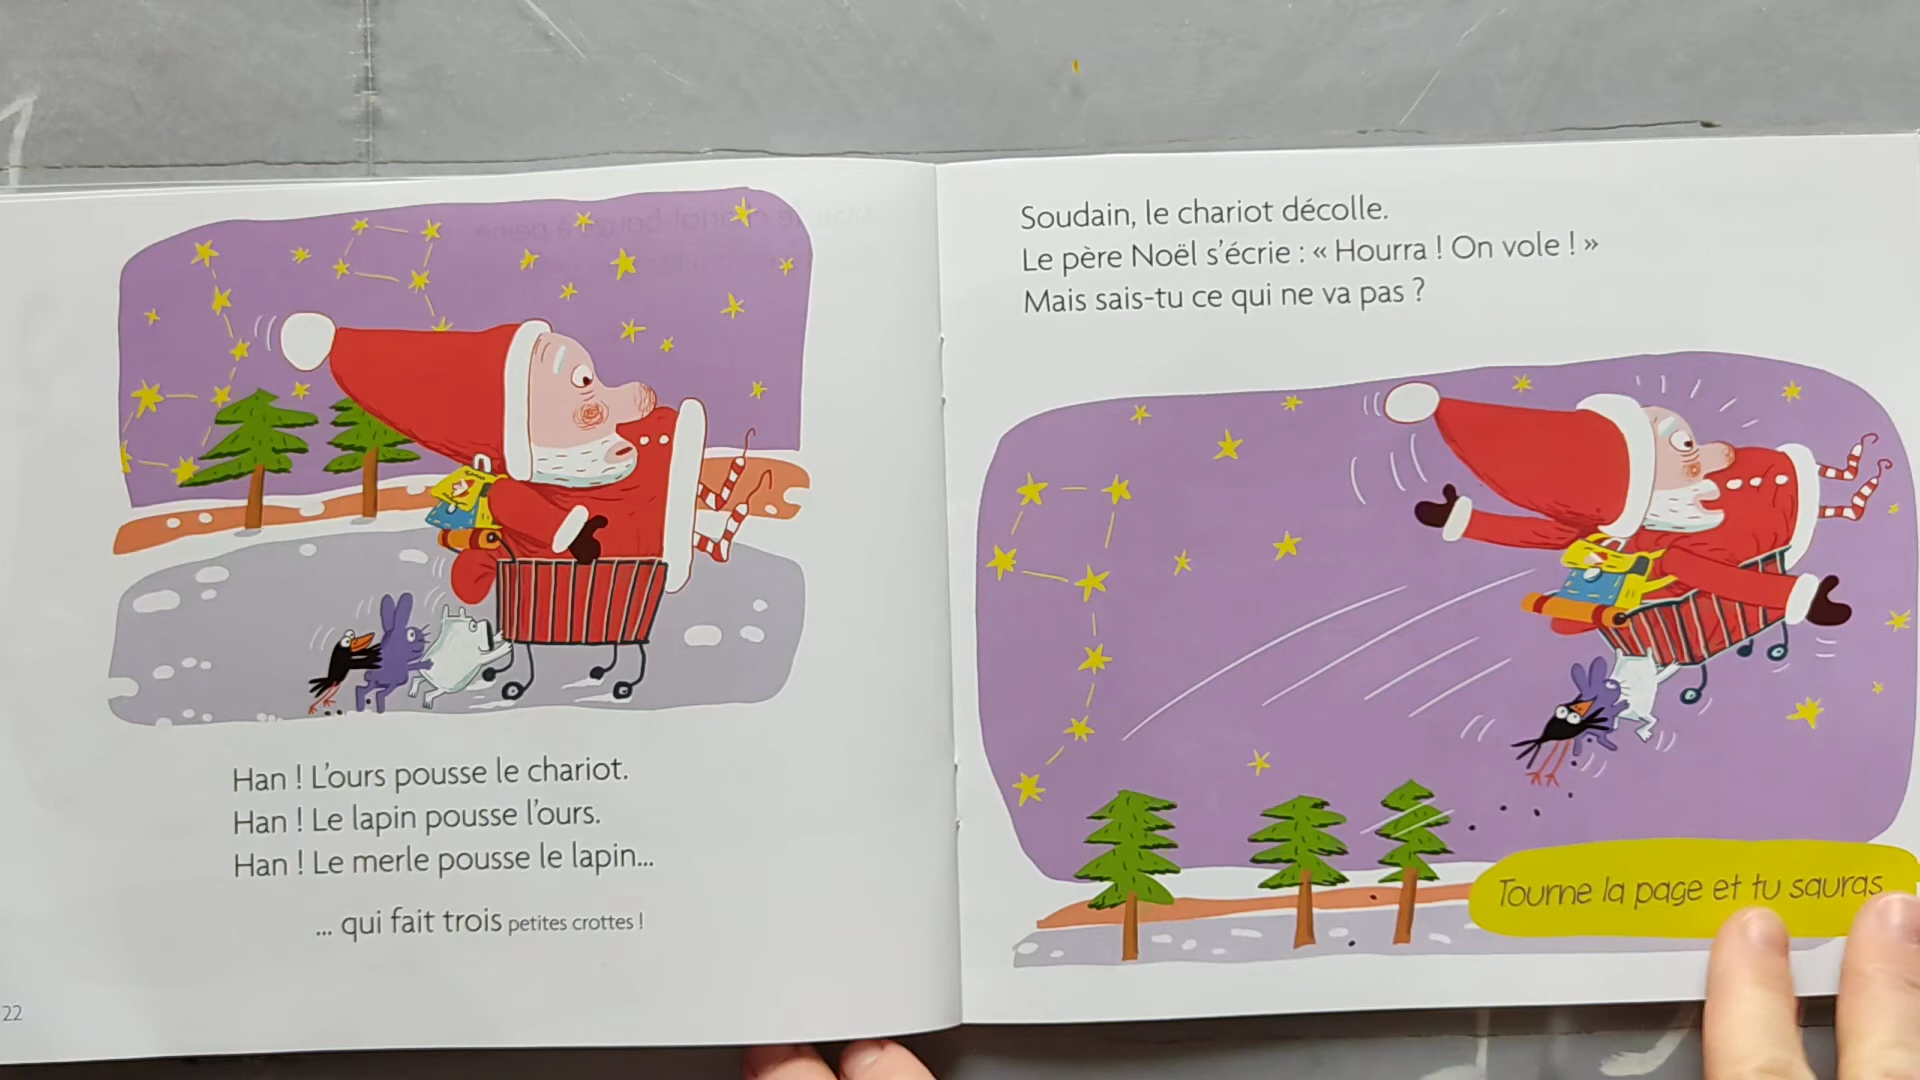 Han ! L'ours pousse le chariot.
Han ! Le lapin pousse l'ours.
Han ! Le merle pousse le lapin...
... qui fait trois petites crottes !
22
Soudain, le chariot décolle.
Le père Noël s'écrie : « Hourra ! On vole ! »
Mais sais-tu ce qui ne va pas ?
Tourne la page et tu sauras